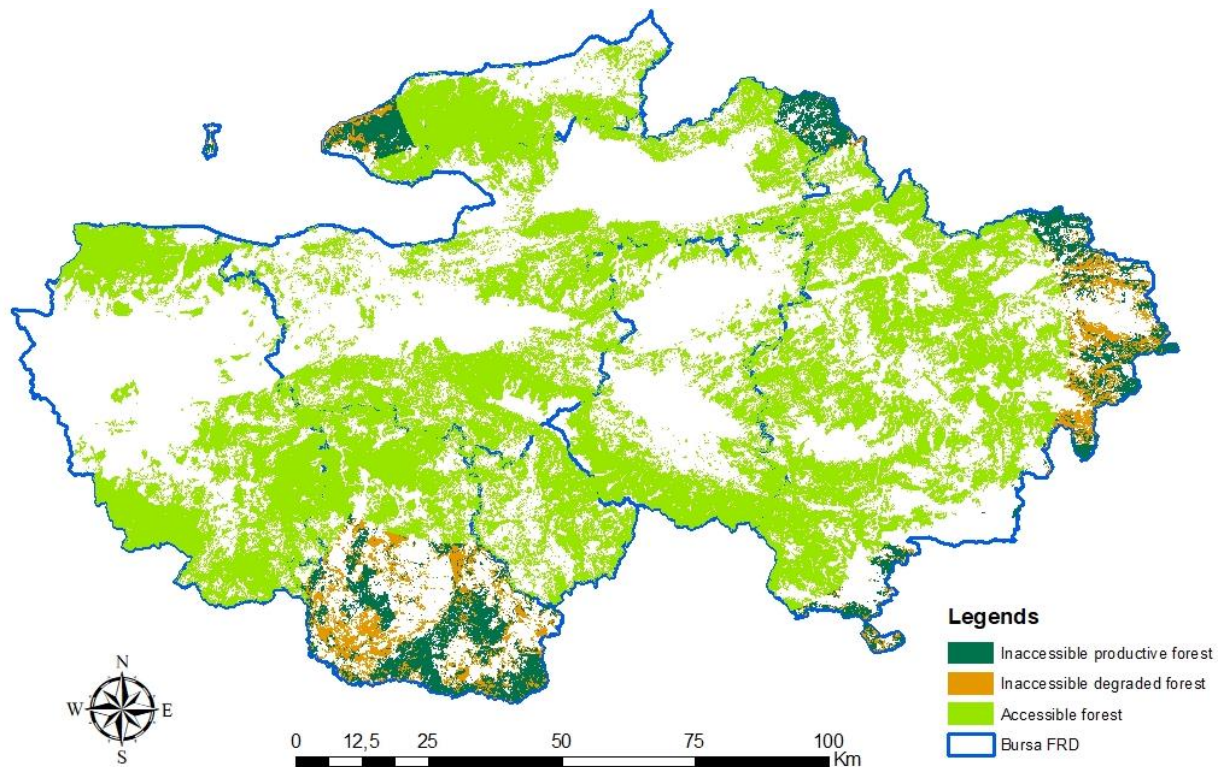 Legends
Inaccessible productive forest
Inaccessible degraded forest
Accessible forest
Bursa FRD
N
W E
S
0 12,5 25 50 75 100
Km